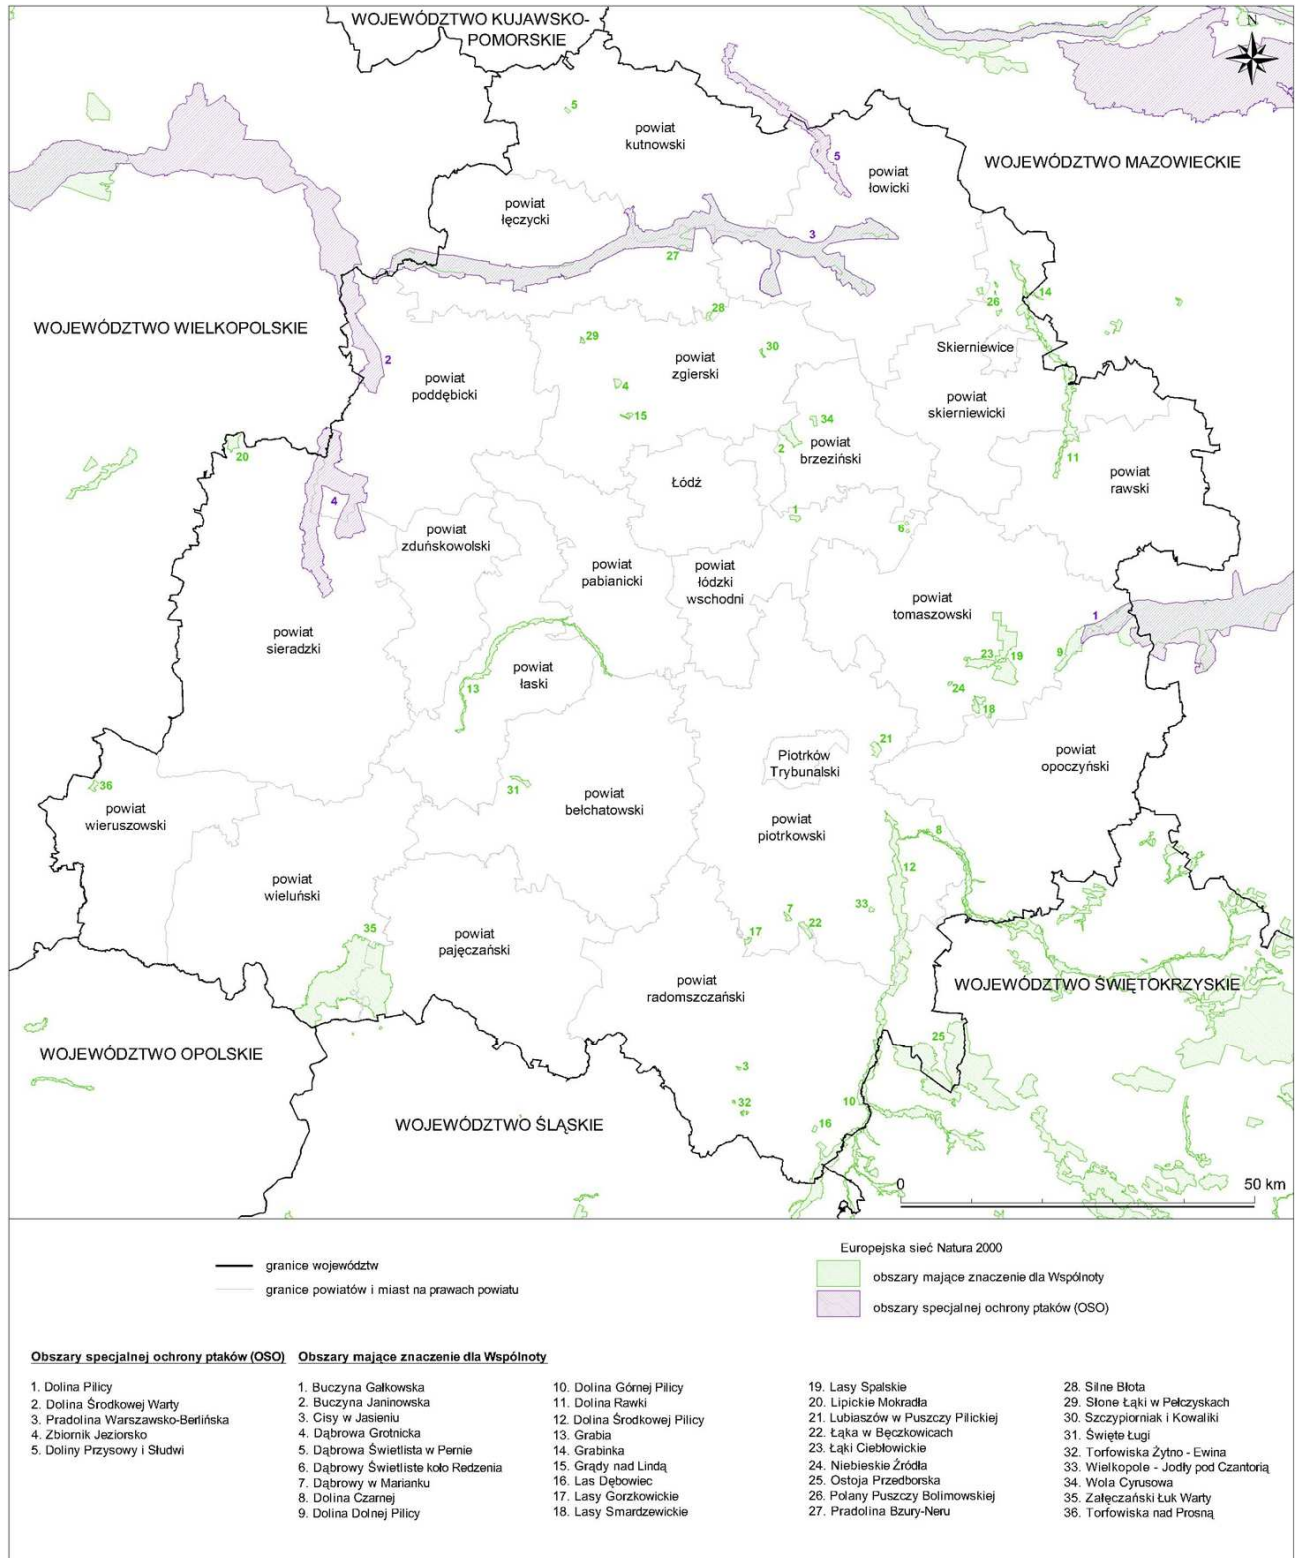 WOJEWÓDZTWO KUJAWSKO-
POMORSKIE
N
5
powiat
kutnowski
5
WOJEWÓDZTWO MAZOWIECKIE
powiat
łowicki
powiat
łęczycki
3
27
14
26
28
WOJEWÓDZTWO WIELKOPOLSKIE
29
30
Skierniewice
2
powiat
zgierski
powiat
poddębicki
4
powiat
skierniewicki
15
34
20
2
powiat
brzeziński
11
powiat
rawski
Łódź
4
1
6
powiat
zduńskowolski
powiat
pabianicki
powiat
łódzki
wschodni
powiat
tomaszowski
1
powiat
sieradzki
23
19
9
powiat
łaski
13
24
18
21
Piotrków
Trybunalski
powiat
opoczyński
36
31
powiat
bełchatowski
powiat
wieruszowski
powiat
piotrkowski
8
12
powiat
wieluński
33
7
22
35
17
powiat
pajęczański
powiat
radomszczański
WOJEWÓDZTWO ŚWIĘTOKRZYSKIE
25
WOJEWÓDZTWO OPOLSKIE
3
32
10
16
WOJEWÓDZTWO ŚLĄSKIE
0
50 km
granice województw
granice powiatów i miast na prawach powiatu
Europejska sieć Natura 2000
obszary mające znaczenie dla Wspólnoty
obszary specjalnej ochrony ptaków (OSO)
Obszary specjalnej ochrony ptaków (OSO)
1. Dolina Pilicy
2. Dolina Środkowej Warty
3. Pradolina Warszawsko-Berlińska
4. Zbiornik Jeziorsko
5. Doliny Przysowy i Słudwi
Obszary mające znaczenie dla Wspólnoty
1. Buczyna Gałkowska
2. Buczyna Janinowska
3. Cisy w Jasieniu
4. Dąbrowa Grotnicka
5. Dąbrowa Świetlista w Pernie
6. Dąbrowy Świetliste koło Redzenia
7. Dąbrowy w Marianku
8. Dolina Czarnej
9. Dolina Dolnej Pilicy
10. Dolina Górnej Pilicy
11. Dolina Rawki
12. Dolina Środkowej Pilicy
13. Grabia
14. Grabinka
15. Grądy nad Lindą
16. Las Dębowiec
17. Lasy Gorzkowickie
18. Lasy Smardzewickie
19. Lasy Spalskie
20. Lipickie Mokradła
21. Lubiaszów w Puszczy Pilickiej
22. Łąka w Bęczkowicach
23. Łąki Ciebłowickie
24. Niebieskie Źródła
25. Ostoja Przedborska
26. Polany Puszczy Bolimowskiej
27. Pradolina Bzury-Neru
28. Silne Błota
29. Słone Łąki w Pełczyskach
30. Szczypiorniak i Kowaliki
31. Święte Ługi
32. Torfowiska Żytno - Ewina
33. Wielkopole - Jodły pod Czantorią
34. Wola Cyrusowa
35. Załęczański Łuk Warty
36. Torfowiska nad Prosną